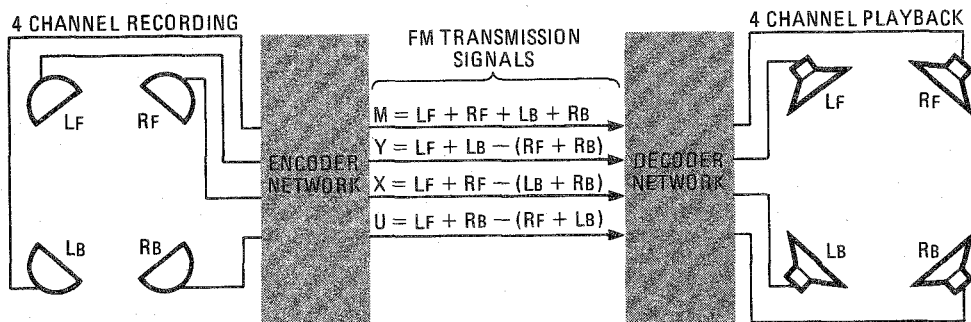 4 CHANNEL RECORDING
LF
RF
LB
RB
ENCODER
NETWORK
FM TRANSMISSION
SIGNALS
M = LF + RF + LB + RB
Y = LF + LB – (RF + RB)
X = LF + RF – (LB + RB)
U = LF + RB – (RF + LB)
DECODER
NETWORK
4 CHANNEL PLAYBACK
LF
RF
LB
RB